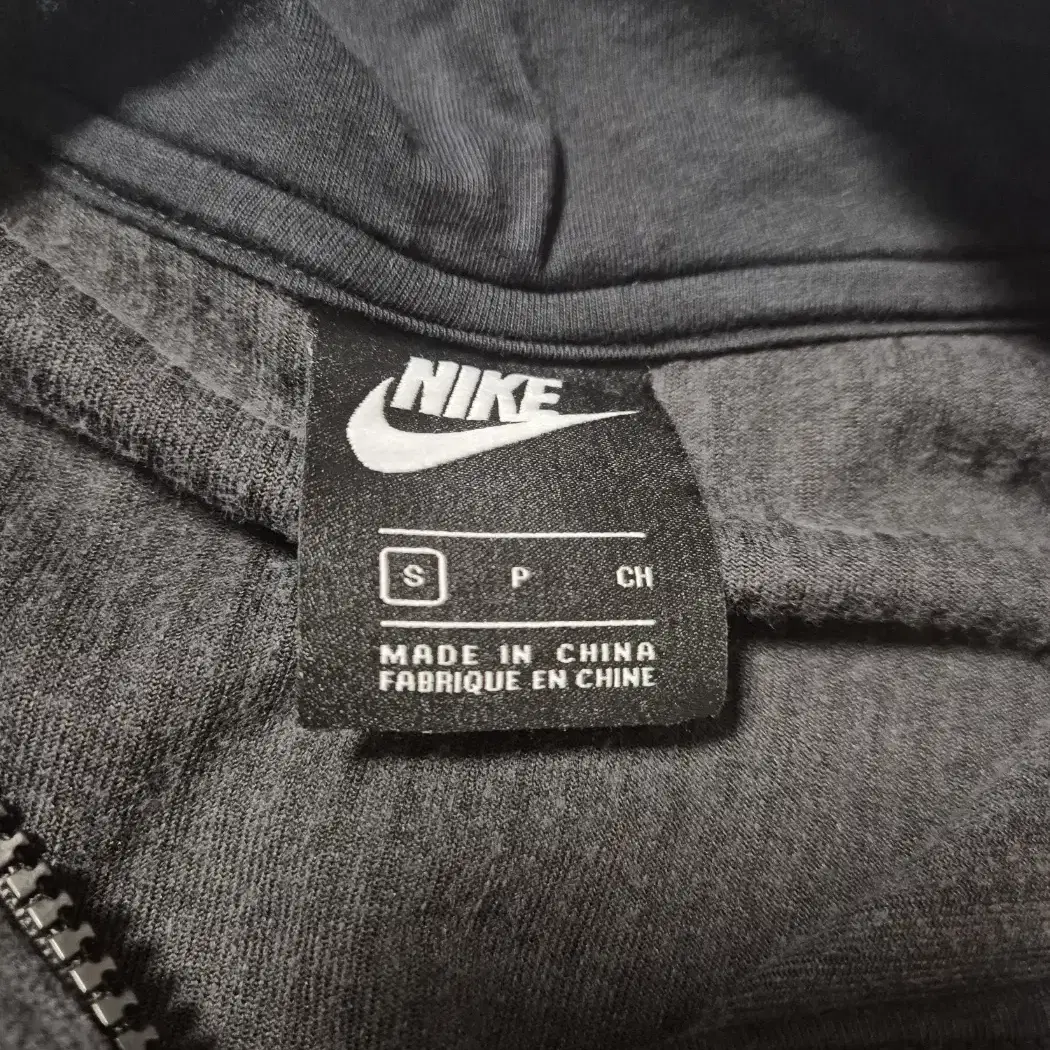 NIKE
S P CH
MADE IN CHINA
FABRIQUE EN CHINE